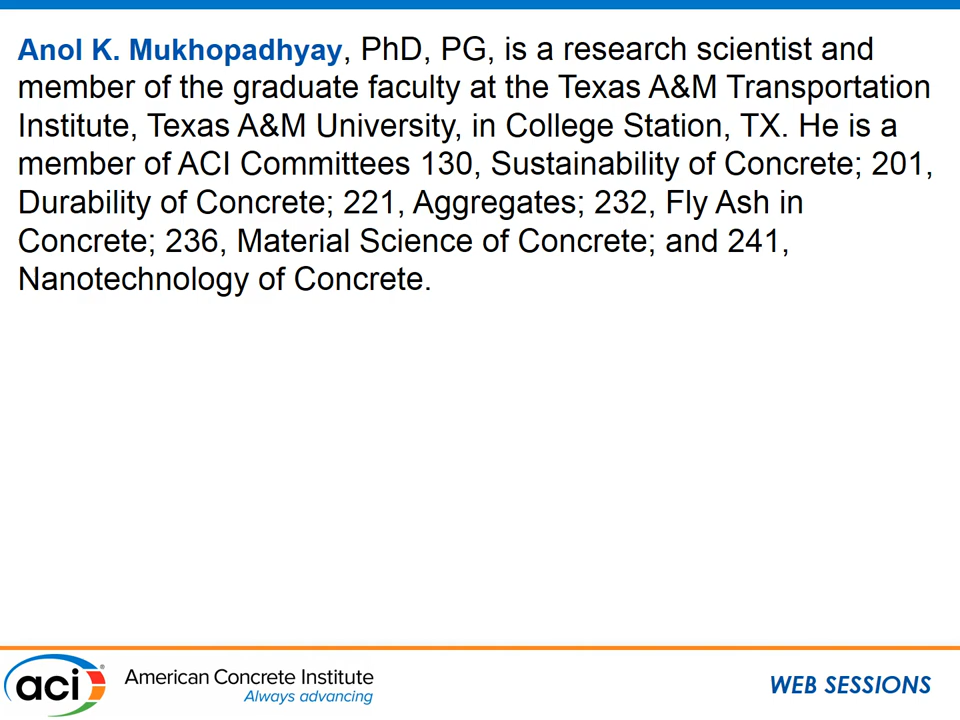 Anol K. Mukhopadhyay, PhD, PG, is a research scientist and
member of the graduate faculty at the Texas A&M Transportation
Institute, Texas A&M University, in College Station, TX. He is a
member of ACI Committees 130, Sustainability of Concrete; 201,
Durability of Concrete; 221, Aggregates; 232, Fly Ash in
Concrete; 236, Material Science of Concrete; and 241,
Nanotechnology of Concrete.
aci®
American Concrete Institute
Always advancing
WEB SESSIONS